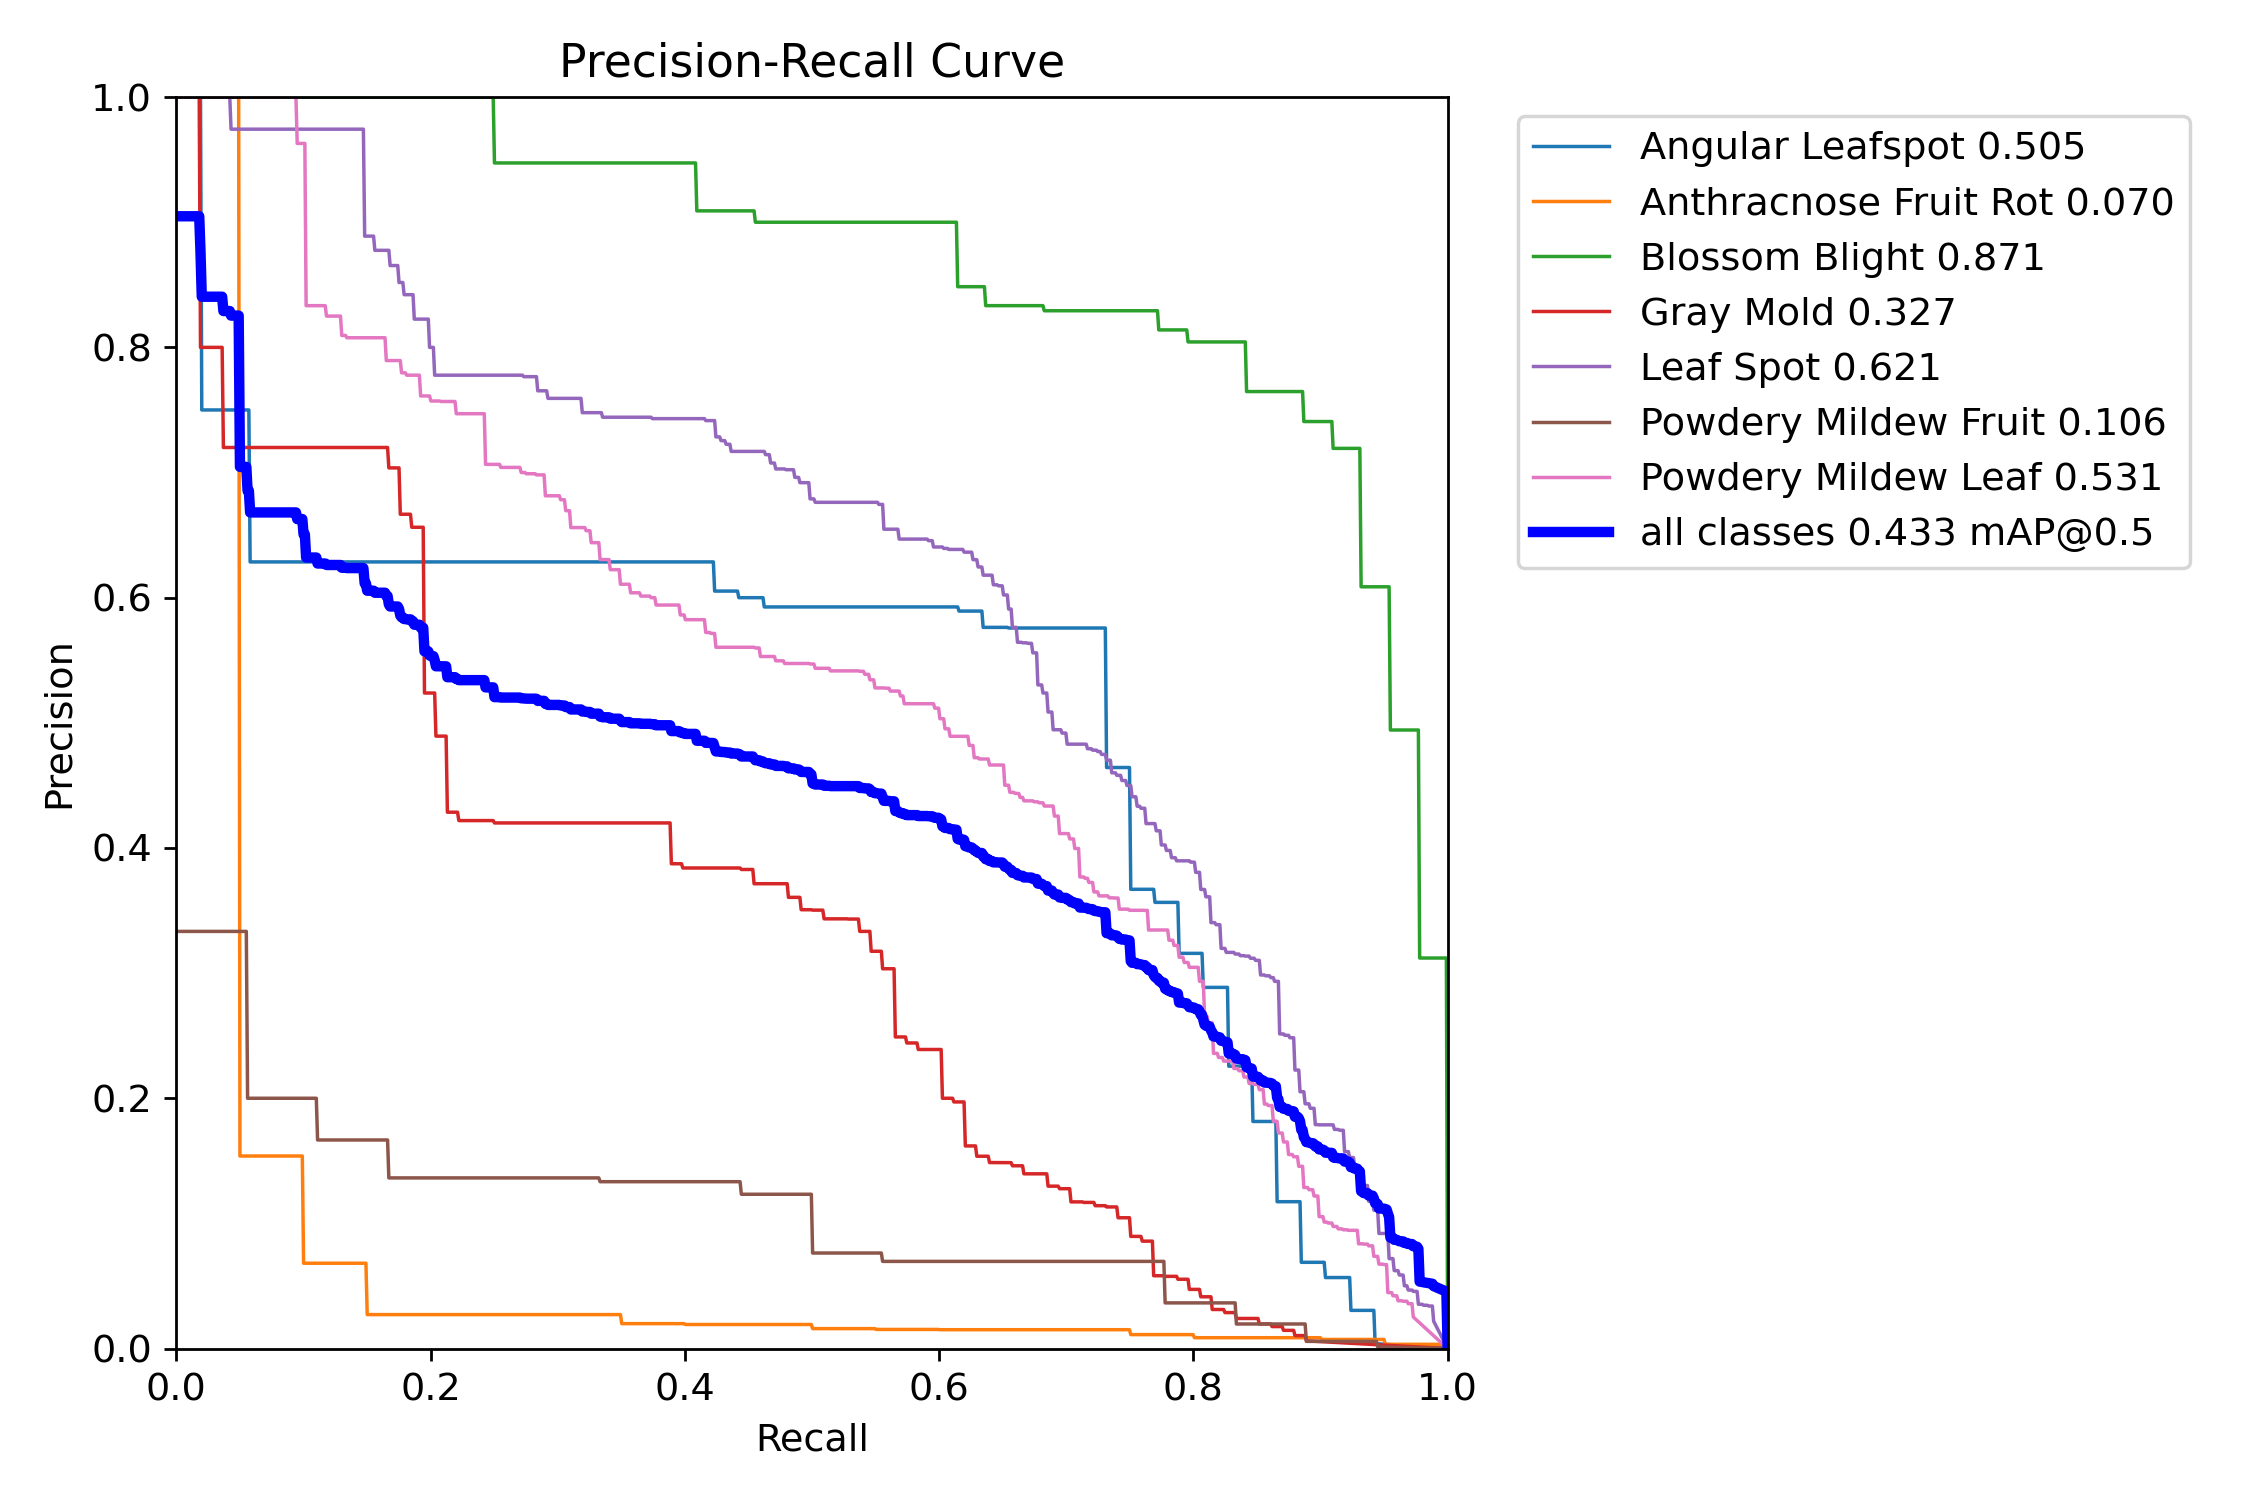 Precision-Recall Curve
1.0
0.8
0.6
0.4
0.2
0.0
Precision
0.0 0.2 0.4 0.6 0.8 1.0
Recall
Angular Leafspot 0.505
Anthracnose Fruit Rot 0.070
Blossom Blight 0.871
Gray Mold 0.327
Leaf Spot 0.621
Powdery Mildew Fruit 0.106
Powdery Mildew Leaf 0.531
all classes 0.433 mAP@0.5